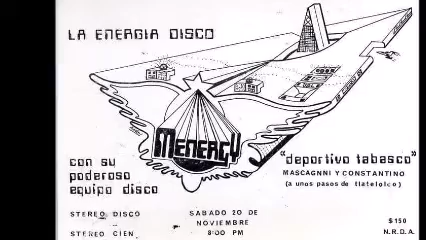 LA ENERGIA DISCO
MENERGY
con su
poderoso
equipo disco
"deportivo tabasco"
MASCAGNNI Y CONSTANTINO
(a unos pasos de tlatelolco)
STEREO DISCO
STEREO CIEN
SABADO 20 DE
NOVIEMBRE
8:00 PM
$150
N.R.D.A.